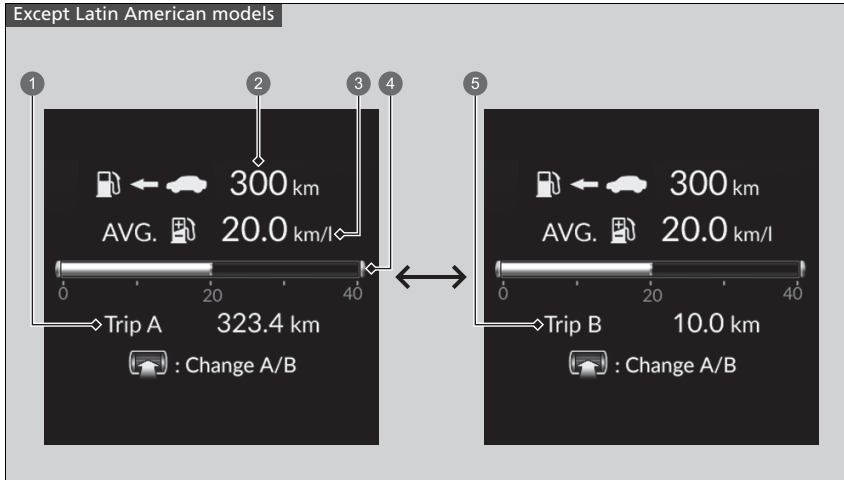 Except Latin American models
1 2 3 4 5
300 km
AVG. 20.0 km/l
0 20 40
Trip A 323.4 km
: Change A/B
300 km
AVG. 20.0 km/l
0 20 40
Trip B 10.0 km
: Change A/B